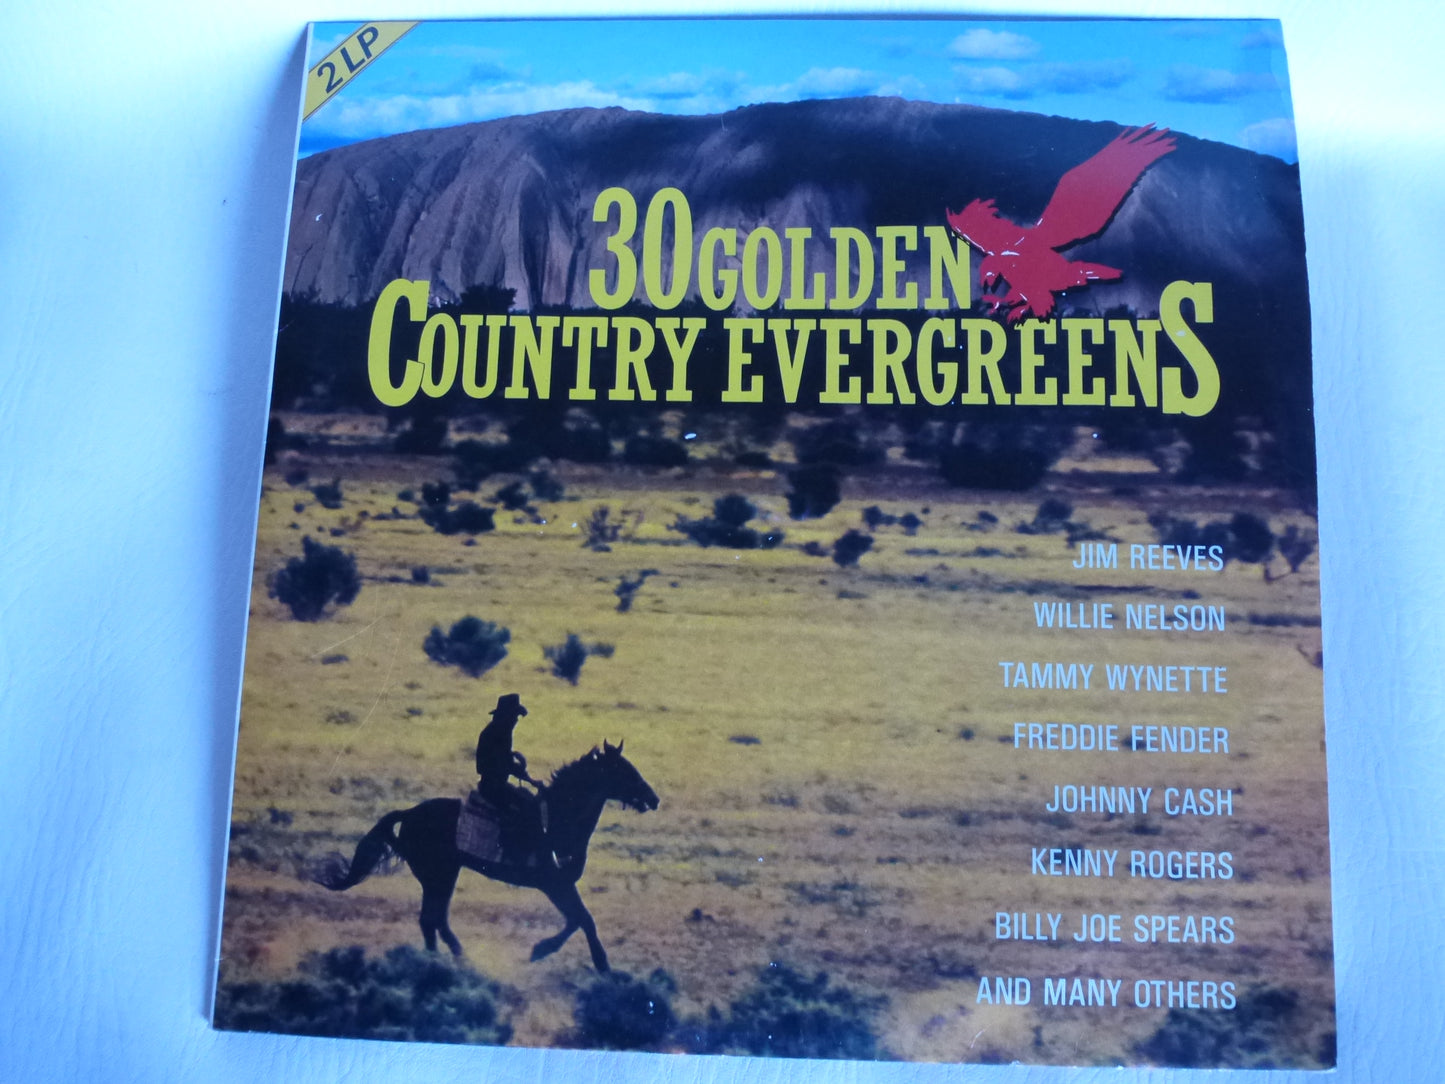 2 LP
30 GOLDEN
COUNTRY EVERGREENS
JIM REEVES
WILLIE NELSON
TAMMY WYNETTE
FREDDIE FENDER
JOHNNY CASH
KENNY ROGERS
BILLY JOE SPEARS
AND MANY OTHERS